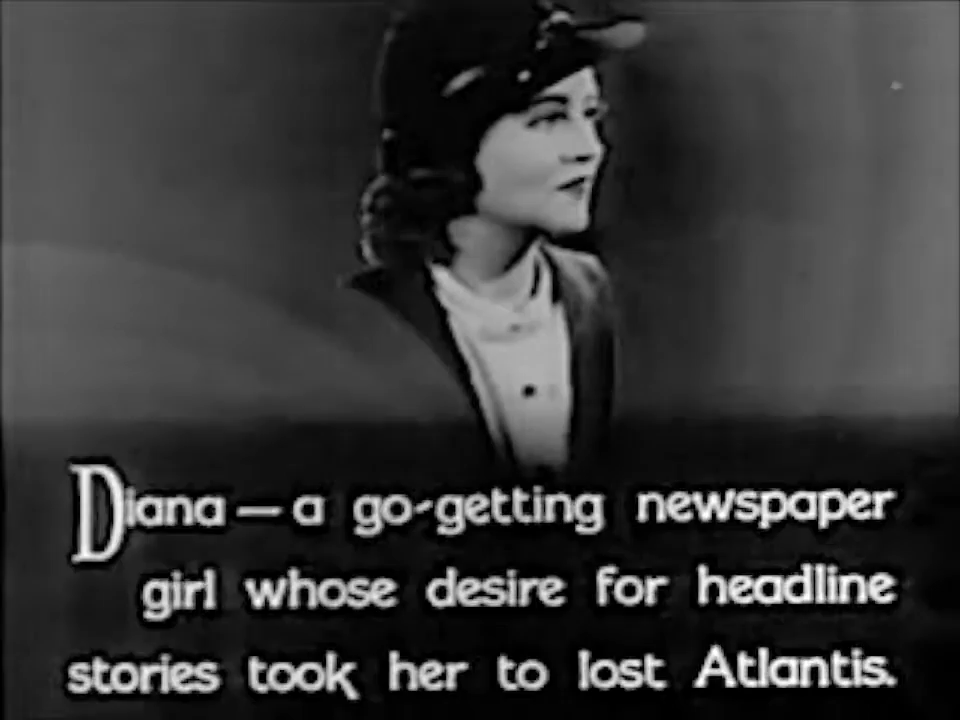 Diana — a go-getting newspaper
girl whose desire for headline
stories took her to lost Atlantis.